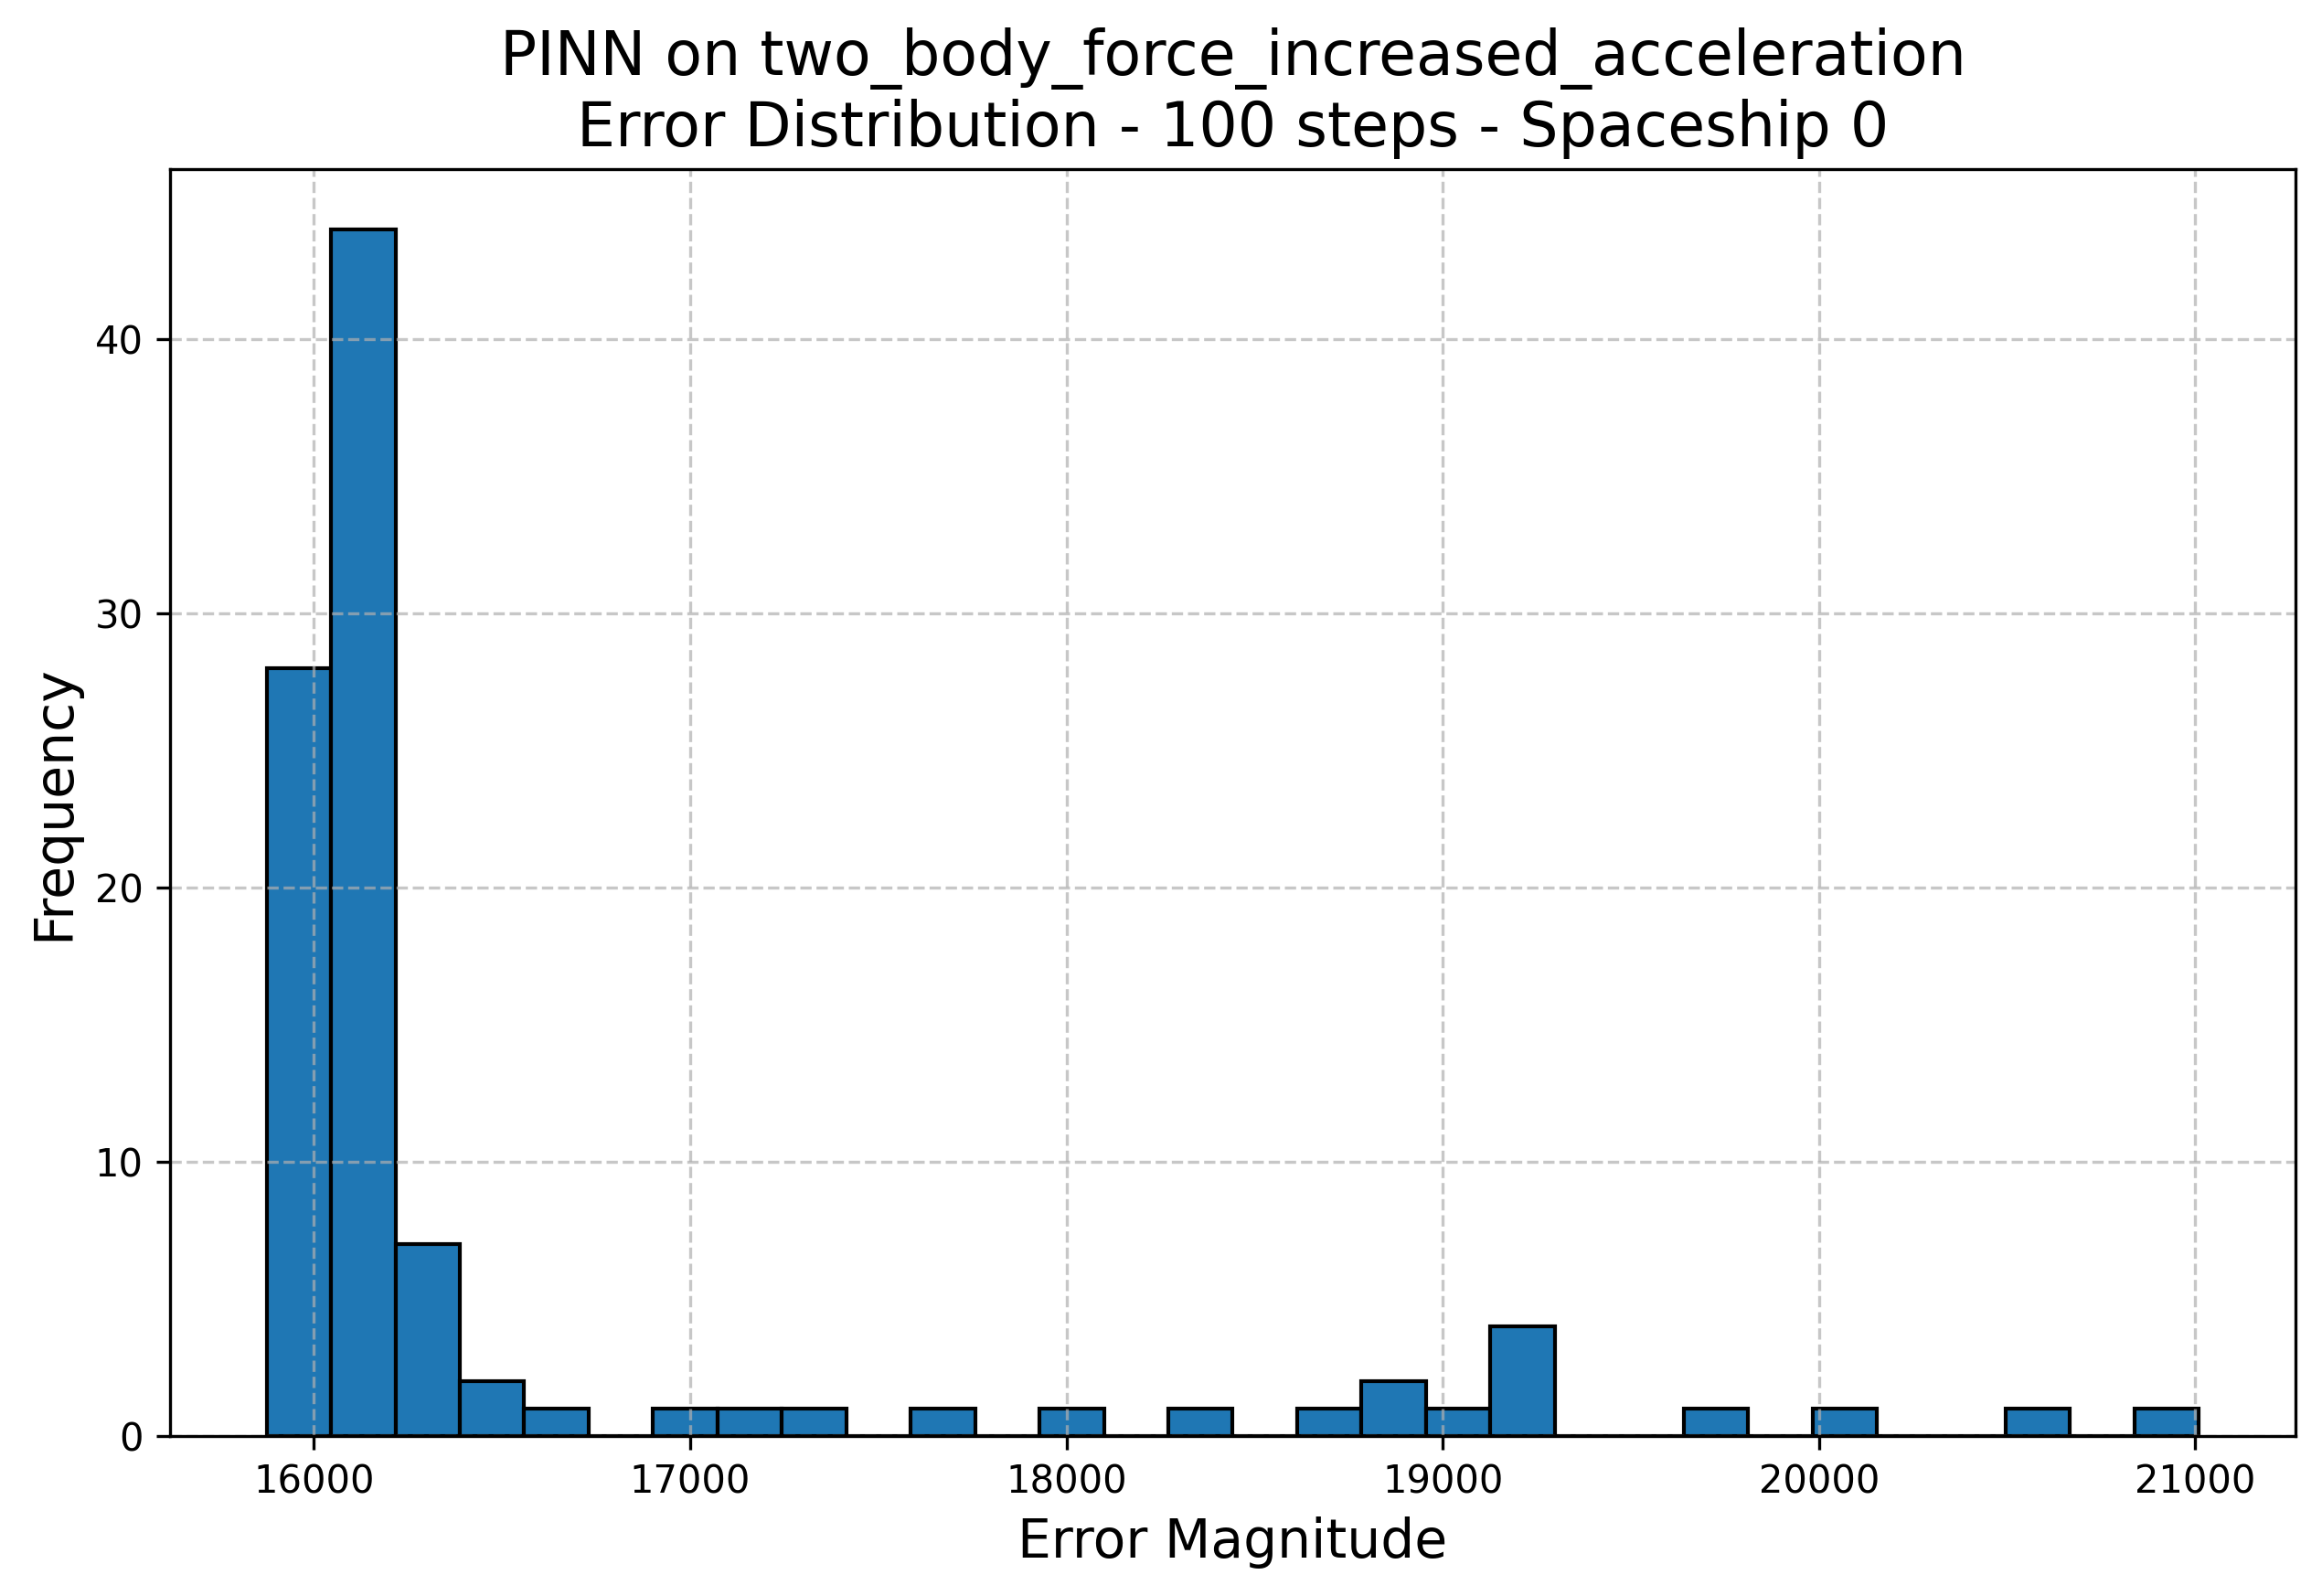 PINN on two_body_force_increased_acceleration
Error Distribution - 100 steps - Spaceship 0
Frequency
40
30
20
10
0
16000 17000 18000 19000 20000 21000
Error Magnitude